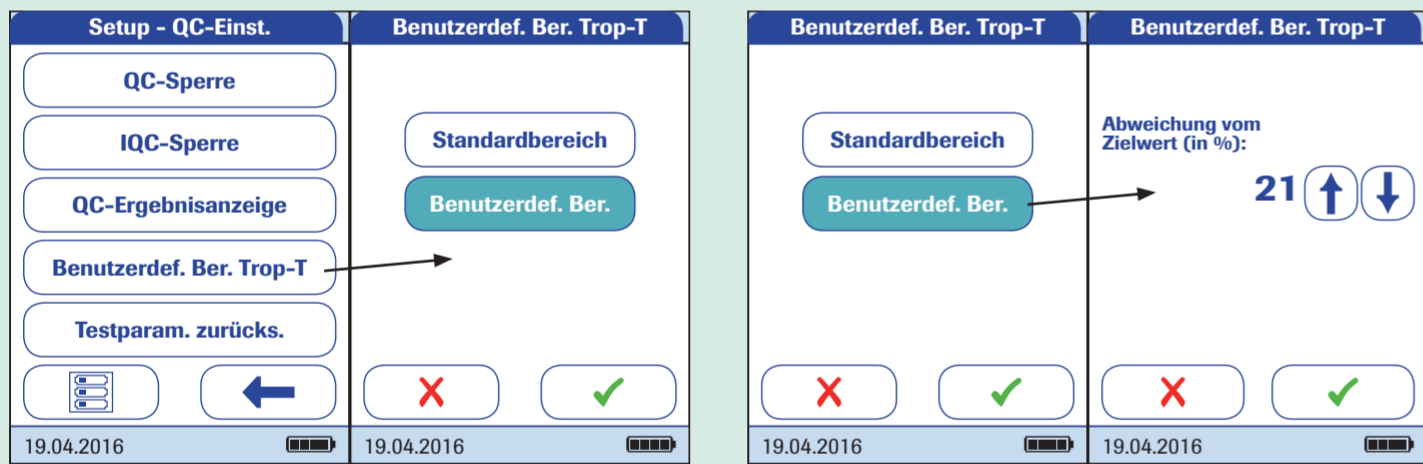 Setup - QC-Einst.
QC-Sperre
IQC-Sperre
QC-Ergebnisanzeige
Benutzerdef. Ber. Trop-T
Testparam. zurücks.
19.04.2016
Benutzerdef. Ber. Trop-T
Standardbereich
Benutzerdef. Ber.
19.04.2016
Benutzerdef. Ber. Trop-T
Standardbereich
Benutzerdef. Ber.
19.04.2016
Benutzerdef. Ber. Trop-T
Abweichung vom
Zielwert (in %):
21
19.04.2016